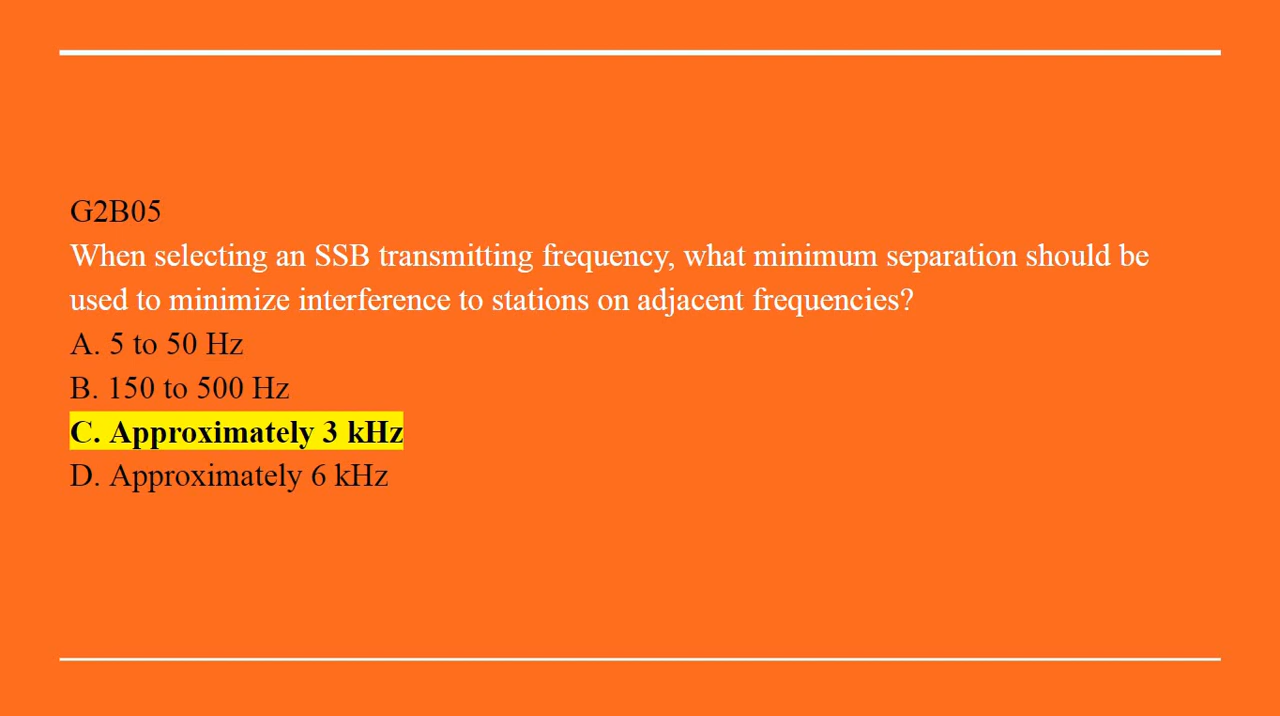 G2B05
When selecting an SSB transmitting frequency, what minimum separation should be
used to minimize interference to stations on adjacent frequencies?
A. 5 to 50 Hz
B. 150 to 500 Hz
C. Approximately 3 kHz
D. Approximately 6 kHz